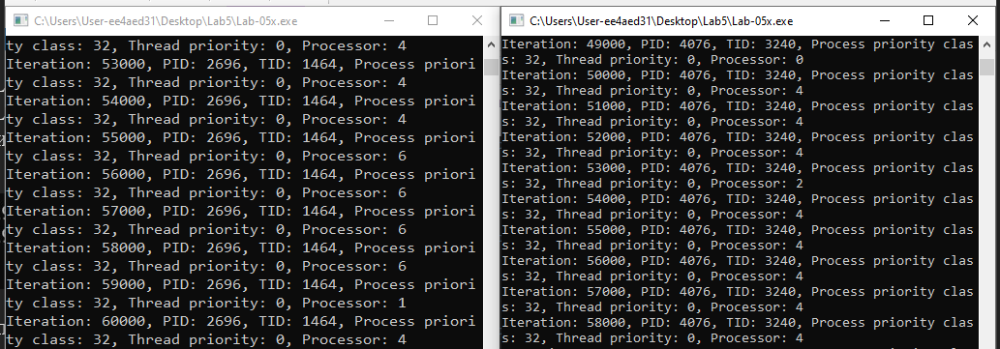 C:\Users\User-ee4aed31\Desktop\Lab5\Lab-05x.exe
ty class: 32, Thread priority: 0, Processor: 4
Iteration: 53000, PID: 2696, TID: 1464, Process priori
ty class: 32, Thread priority: 0, Processor: 4
Iteration: 54000, PID: 2696, TID: 1464, Process priori
ty class: 32, Thread priority: 0, Processor: 4
Iteration: 55000, PID: 2696, TID: 1464, Process priori
ty class: 32, Thread priority: 0, Processor: 6
Iteration: 56000, PID: 2696, TID: 1464, Process priori
ty class: 32, Thread priority: 0, Processor: 6
Iteration: 57000, PID: 2696, TID: 1464, Process priori
ty class: 32, Thread priority: 0, Processor: 6
Iteration: 58000, PID: 2696, TID: 1464, Process priori
ty class: 32, Thread priority: 0, Processor: 6
Iteration: 59000, PID: 2696, TID: 1464, Process priori
ty class: 32, Thread priority: 0, Processor: 1
Iteration: 60000, PID: 2696, TID: 1464, Process priori
ty class: 32, Thread priority: 0, Processor: 4
C:\Users\User-ee4aed31\Desktop\Lab5\Lab-05x.exe
Iteration: 49000, PID: 4076, TID: 3240, Process priority clas
s: 32, Thread priority: 0, Processor: 0
Iteration: 50000, PID: 4076, TID: 3240, Process priority clas
s: 32, Thread priority: 0, Processor: 4
Iteration: 51000, PID: 4076, TID: 3240, Process priority clas
s: 32, Thread priority: 0, Processor: 4
Iteration: 52000, PID: 4076, TID: 3240, Process priority clas
s: 32, Thread priority: 0, Processor: 4
Iteration: 53000, PID: 4076, TID: 3240, Process priority clas
s: 32, Thread priority: 0, Processor: 2
Iteration: 54000, PID: 4076, TID: 3240, Process priority clas
s: 32, Thread priority: 0, Processor: 4
Iteration: 55000, PID: 4076, TID: 3240, Process priority clas
s: 32, Thread priority: 0, Processor: 4
Iteration: 56000, PID: 4076, TID: 3240, Process priority clas
s: 32, Thread priority: 0, Processor: 4
Iteration: 57000, PID: 4076, TID: 3240, Process priority clas
s: 32, Thread priority: 0, Processor: 4
Iteration: 58000, PID: 4076, TID: 3240, Process priority clas
s: 32, Thread priority: 0, Processor: 4